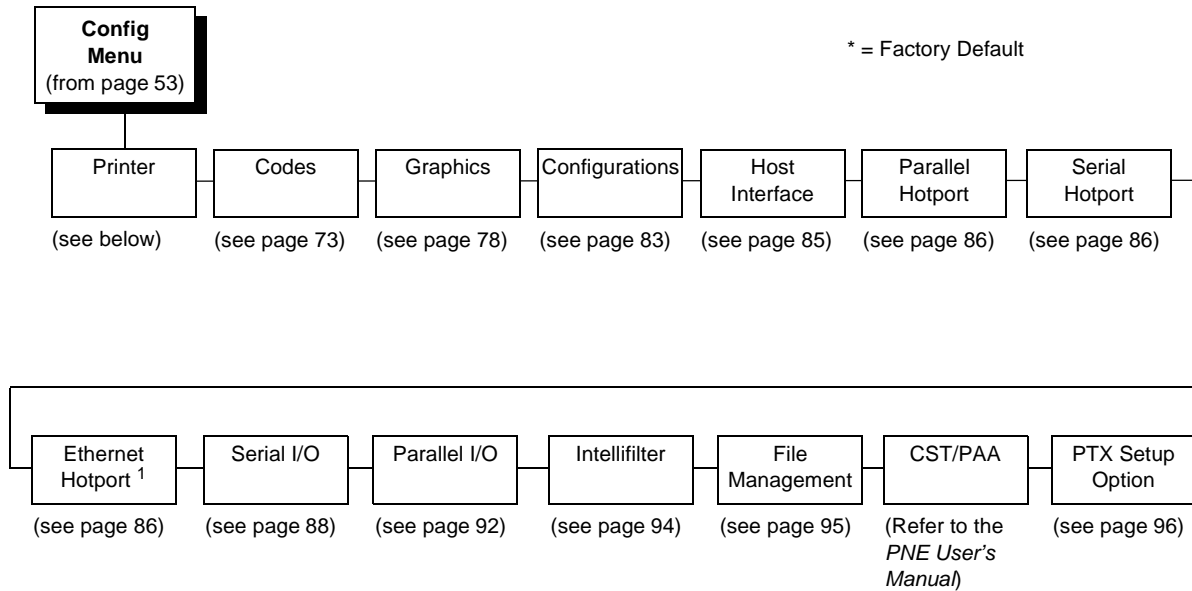 Config
Menu
(from page 53)
* = Factory Default
Printer
(see below)
Codes
(see page 73)
Graphics
(see page 78)
Configurations
(see page 83)
Host
Interface
(see page 85)
Parallel
Hotport
(see page 86)
Serial
Hotport
(see page 86)
Ethernet
Hotport 1
(see page 86)
Serial I/O
(see page 88)
Parallel I/O
(see page 92)
Intellifilter
(see page 94)
File
Management
(see page 95)
CST/PAA
(Refer to the
PNE User's
Manual)
PTX Setup
Option
(see page 96)